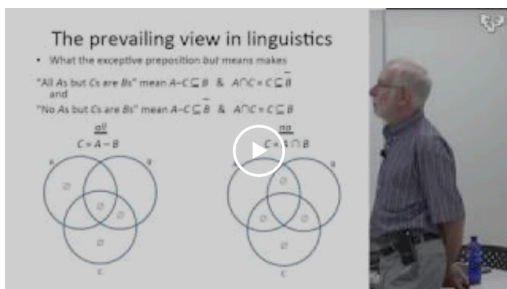 The prevailing view in linguistics
• What the exceptive preposition but means makes
"All As but Cs are Bs" mean A–C⊆B & A∩C = C⊆B̅
and
"No As but Cs are Bs" mean A–C⊆B̅ & A∩C = C⊆B
all no
C = A – B C = A ∩ B
A B A B
∅ ∅
∅ ∅ ∅ ∅
∅ ∅
C C